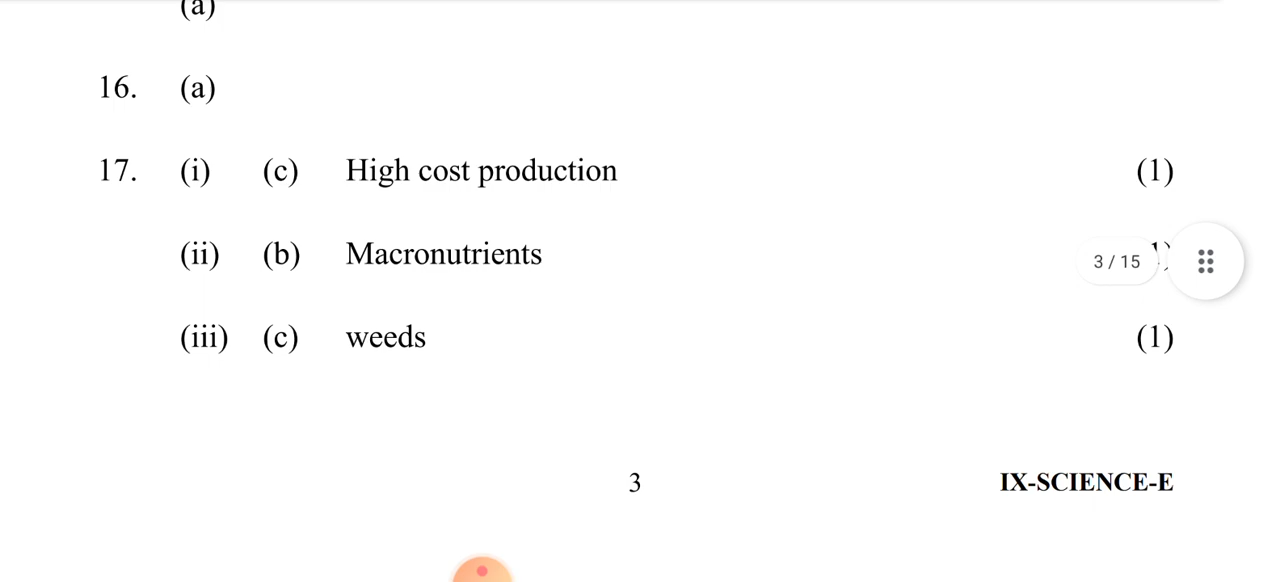 (a)
16. (a)
17. (i) (c) High cost production (1)
(ii) (b) Macronutrients
3 / 15
(iii) (c) weeds (1)
3 IX-SCIENCE-E